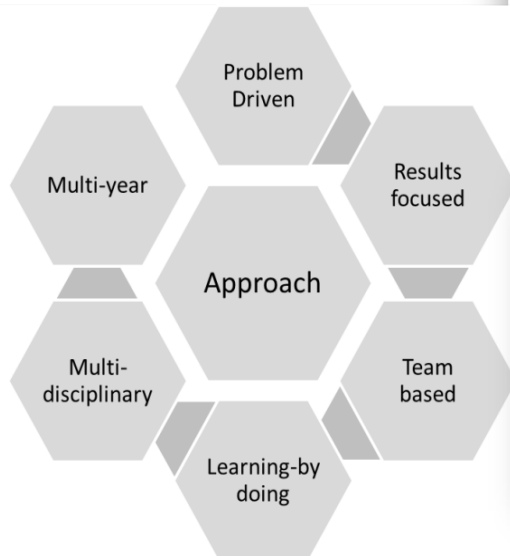 Problem
Driven
Results
focused
Team
based
Learning-by
doing
Multi-
disciplinary
Multi-year
Approach